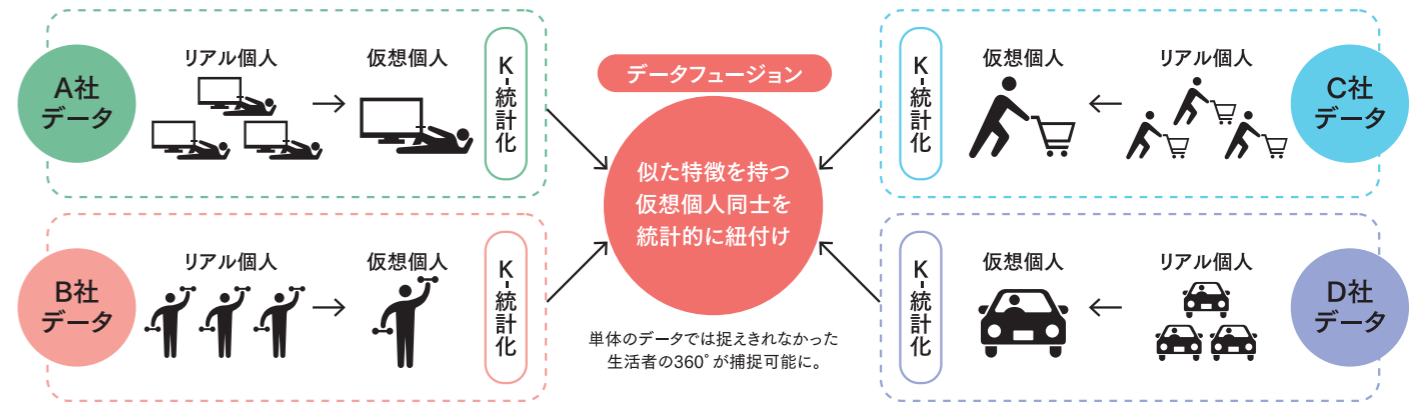 A社
データ
リアル個人
仮想個人
K-統計化
B社
データ
リアル個人
仮想個人
K-統計化
データフュージョン
似た特徴を持つ
仮想個人同士を
統計的に紐付け
単体のデータでは捉えきれなかった
生活者の360°が捕捉可能に。
K-統計化
仮想個人
リアル個人
C社
データ
K-統計化
仮想個人
リアル個人
D社
データ